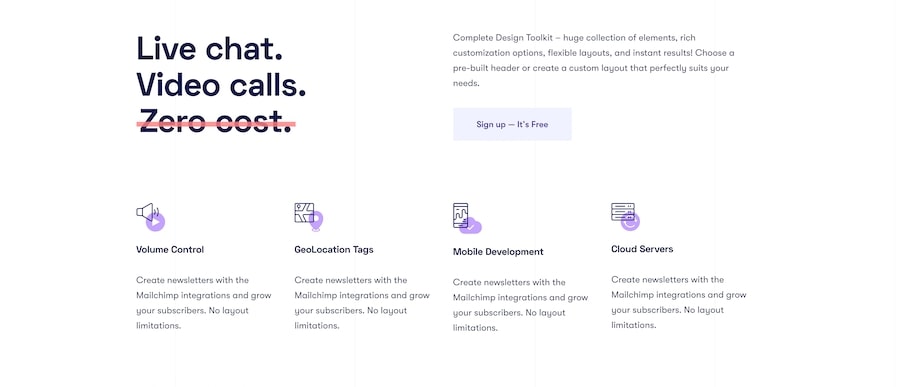 Live chat.
Video calls.
Zero cost.
Complete Design Toolkit – huge collection of elements, rich
customization options, flexible layouts, and instant results! Choose a
pre-built header or create a custom layout that perfectly suits your
needs.
Sign up — It's Free
Volume Control
Create newsletters with the
Mailchimp integrations and grow
your subscribers. No layout
limitations.
GeoLocation Tags
Create newsletters with the
Mailchimp integrations and grow
your subscribers. No layout
limitations.
Mobile Development
Create newsletters with the
Mailchimp integrations and grow
your subscribers. No layout
limitations.
Cloud Servers
Create newsletters with the
Mailchimp integrations and grow
your subscribers. No layout
limitations.